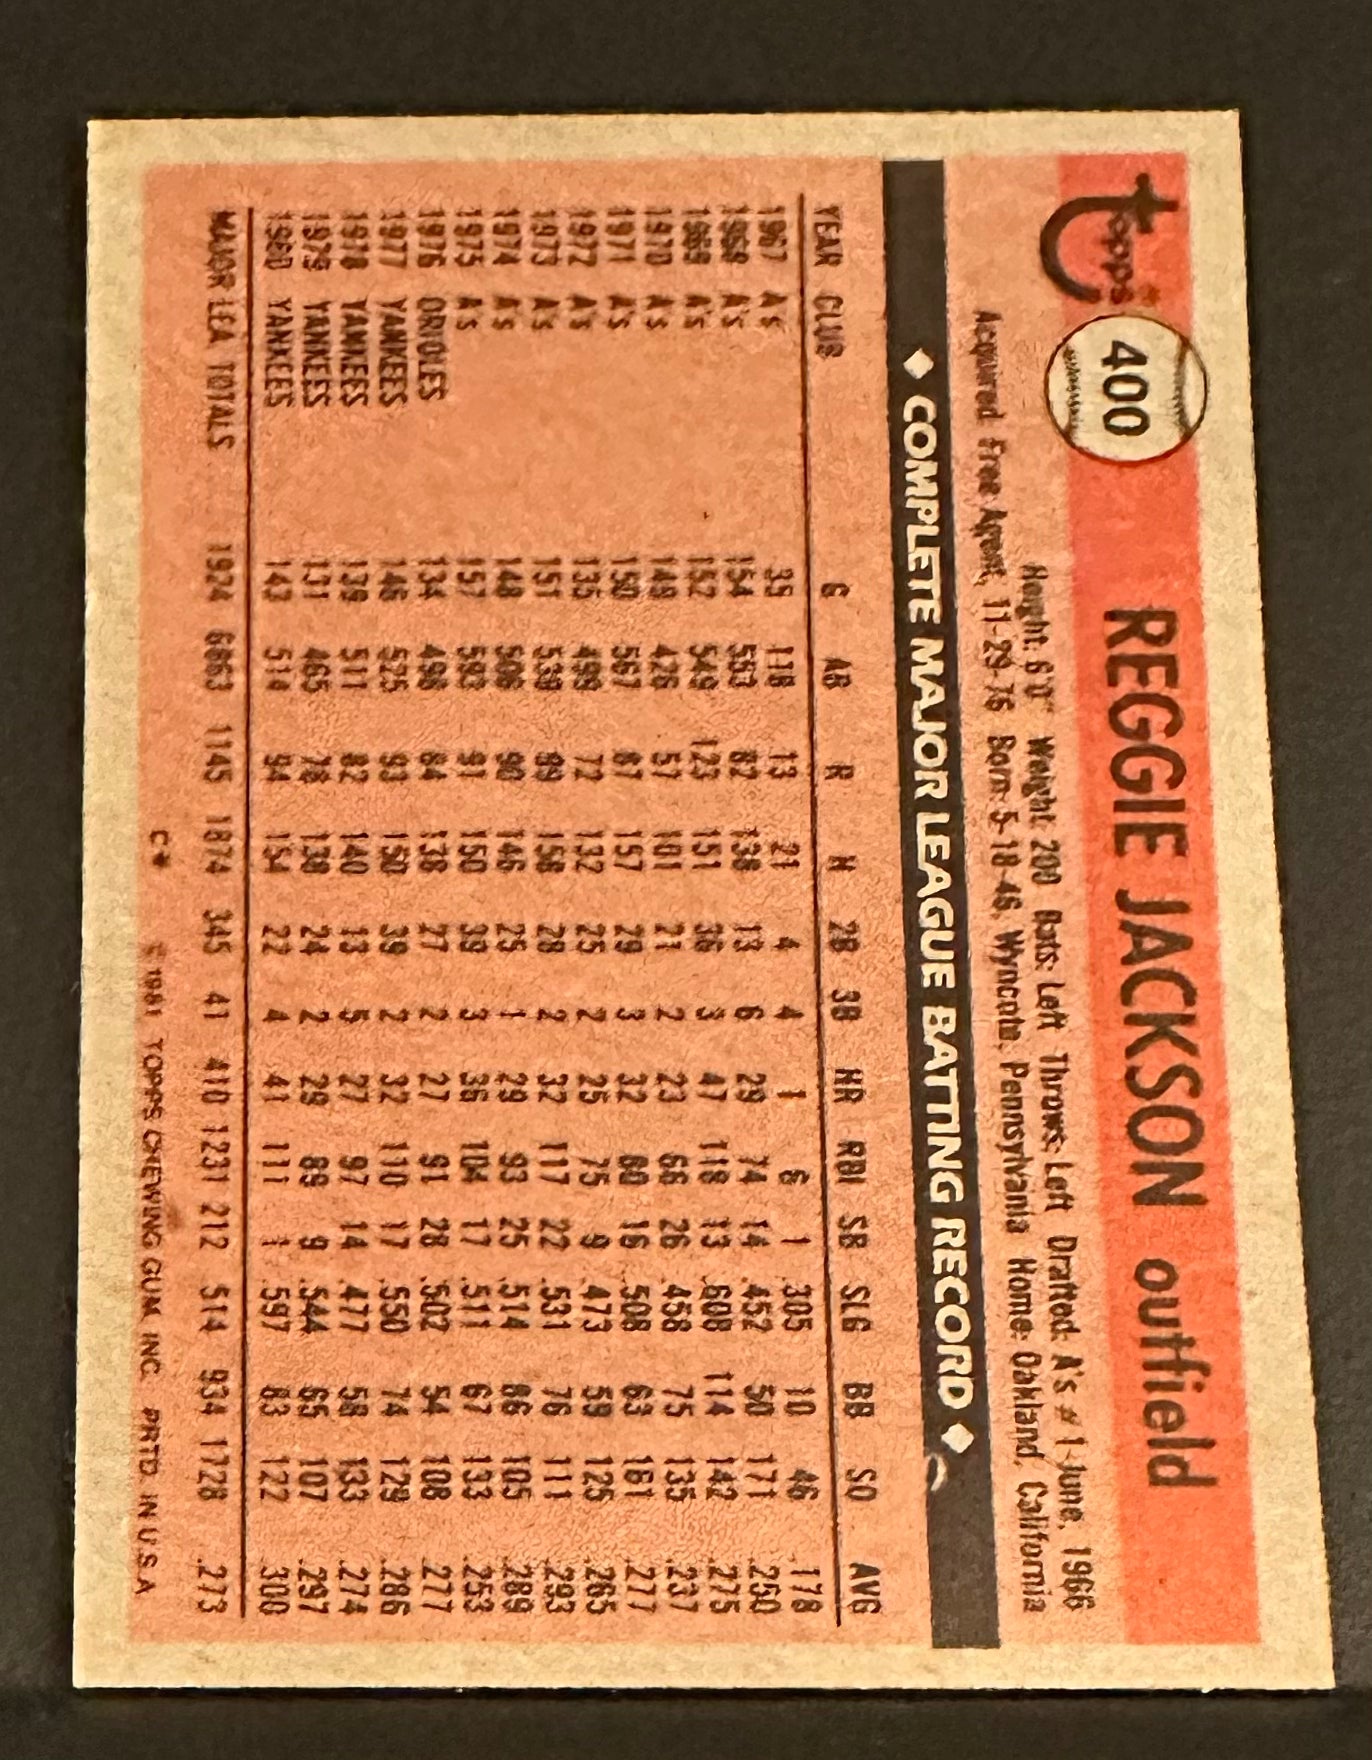 Topps
400 REGGIE JACKSON outfield
Height: 6'0" Weight: 200 Bats: Left Throws: Left Drafted: A's #1-June, 1966
Acquired Free Agent, 11-29-76 Born: 5-18-46, Wyncote, Pennsylvania Home: Oakland, California
COMPLETE MAJOR LEAGUE BATTING RECORD
YEAR CLUB G AB R H 2B 3B HR RBI SB SLG BB SO AVG
1967 A's 35 118 13 21 4 4 1 6 1 .305 10 46 .178
1968 A's 154 553 82 138 13 6 29 74 14 .452 50 171 .250
1969 A's 152 549 123 151 36 3 47 118 13 .608 114 142 .275
1970 A's 149 426 57 101 21 2 23 66 26 .458 75 135 .237
1971 A's 150 567 87 157 29 3 32 80 16 .508 63 161 .277
1972 A's 135 499 72 132 25 2 25 75 9 .473 59 125 .265
1973 A's 151 539 99 158 28 2 32 117 22 .531 76 111 .293
1974 A's 148 506 90 146 25 1 29 93 25 .514 86 105 .289
1975 A's 157 593 91 150 39 3 36 104 17 .511 67 133 .253
1976 ORIOLES 134 498 84 138 27 2 27 91 28 .502 54 108 .277
1977 YANKEES 146 525 93 150 39 2 32 110 17 .550 74 129 .286
1978 YANKEES 139 511 82 140 13 5 27 97 14 .477 58 133 .274
1979 YANKEES 131 465 78 138 24 2 29 89 9 .544 65 107 .297
1980 YANKEES 143 514 94 154 22 4 41 111 1 .597 83 122 .300
MAJOR LEA TOTALS 1924 6863 1145 1874 345 41 410 1231 212 .514 934 1728 .273
C* © 1981 TOPPS CHEWING GUM, INC. PRTD. IN U.S.A.